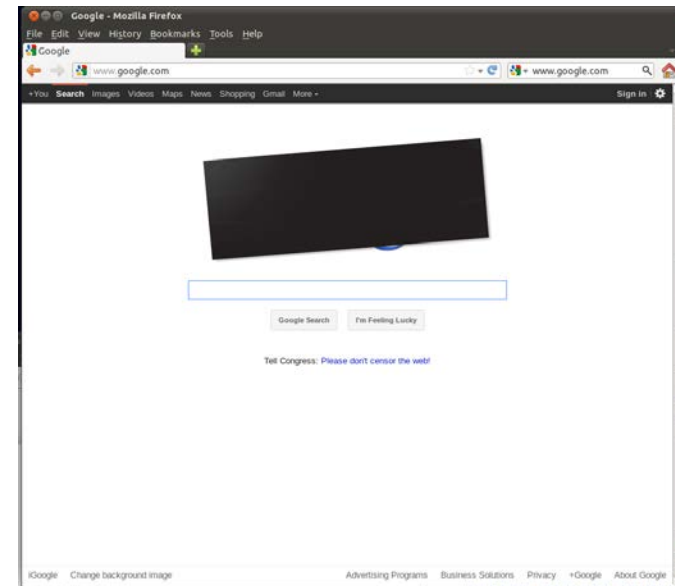 Google - Mozilla Firefox
File Edit View History Bookmarks Tools Help
Google
www.google.com www.google.com
+You Search Images Videos Maps News Shopping Gmail More Sign in
Google Search I'm Feeling Lucky
Tell Congress: Please don't censor the web!
iGoogle Change background image Advertising Programs Business Solutions Privacy +Google About Google